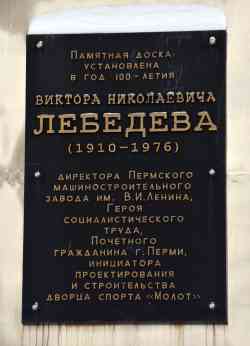 Памятная доска
установлена
в год 100-летия
Виктора Николаевича
ЛЕБЕДЕВА
(1910–1976)
директора Пермского
машиностроительного
завода им. В.И.Ленина,
Героя
социалистического
труда,
Почетного
гражданина г. Перми,
инициатора
проектирования
и строительства
дворца спорта «Молот»